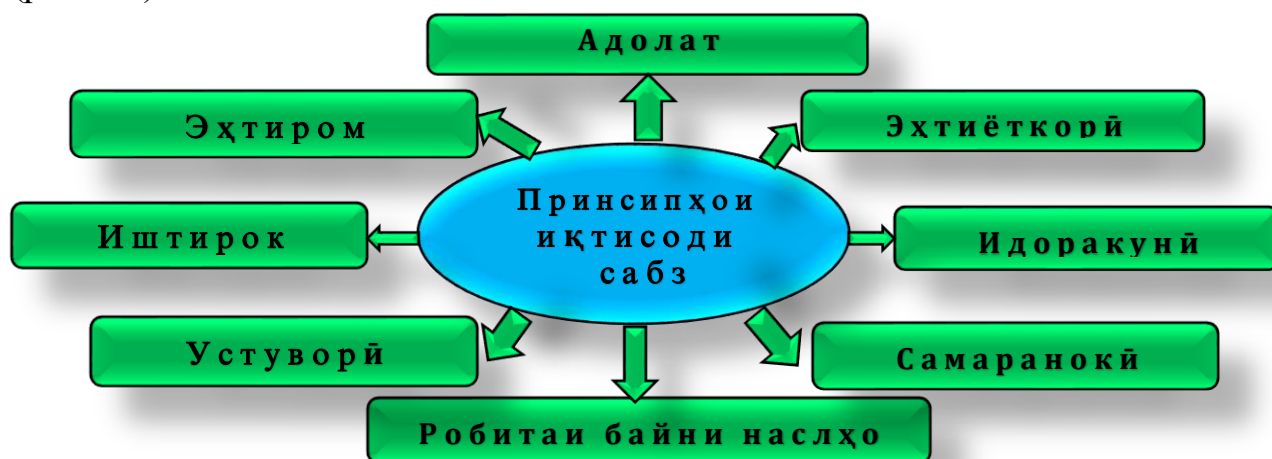 Адолат
Эҳтиром
Эҳтиёткорӣ
Принсипҳои
иқтисоди
сабз
Иштирок
Идоракунӣ
Устуворӣ
Самаранокӣ
Робитаи байни наслҳо